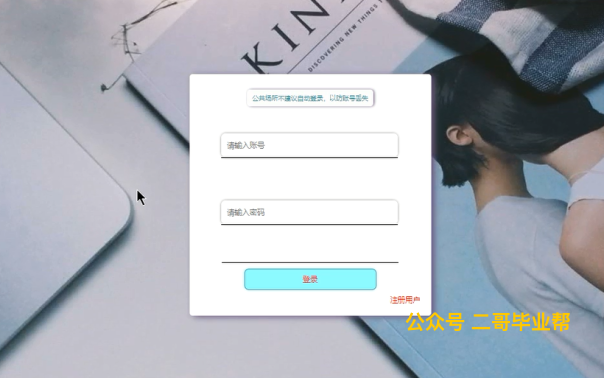 KIN
DISCOVERING NEW THINGS F
公共场所不建议自动登录，以防账号丢失
请输入账号
请输入密码
登录
注册用户
公众号 二哥毕业帮